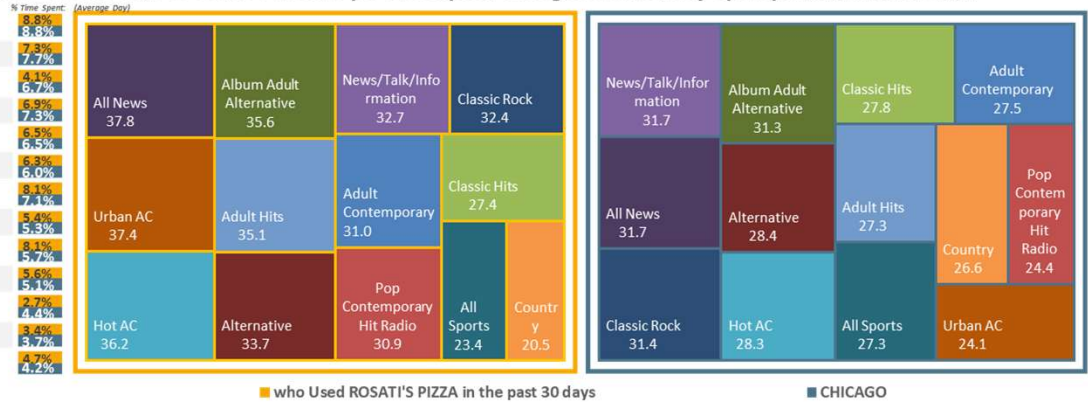 % Time Spent: (Average Day)
8.8%
8.8%
7.3%
7.7%
4.1%
6.7%
6.9%
7.3%
6.5%
6.5%
6.3%
6.0%
8.1%
7.1%
5.4%
5.3%
8.1%
5.7%
5.6%
5.1%
2.7%
4.4%
3.4%
3.7%
4.7%
4.2%
All News
37.8
Album Adult
Alternative
35.6
News/Talk/Info
rmation
32.7
Classic Rock
32.4
Urban AC
37.4
Adult Hits
35.1
Adult
Contemporary
31.0
Classic Hits
27.4
Hot AC
36.2
Alternative
33.7
Pop
Contemporary
Hit Radio
30.9
All
Sports
23.4
Countr
y
20.5
News/Talk/Infor
mation
31.7
Album Adult
Alternative
31.3
Classic Hits
27.8
Adult
Contemporary
27.5
All News
31.7
Alternative
28.4
Adult Hits
27.3
Country
26.6
Pop
Contem
porary
Hit
Radio
24.4
Classic Rock
31.4
Hot AC
28.3
All Sports
27.3
Urban AC
24.1
who Used ROSATI'S PIZZA in the past 30 days
CHICAGO